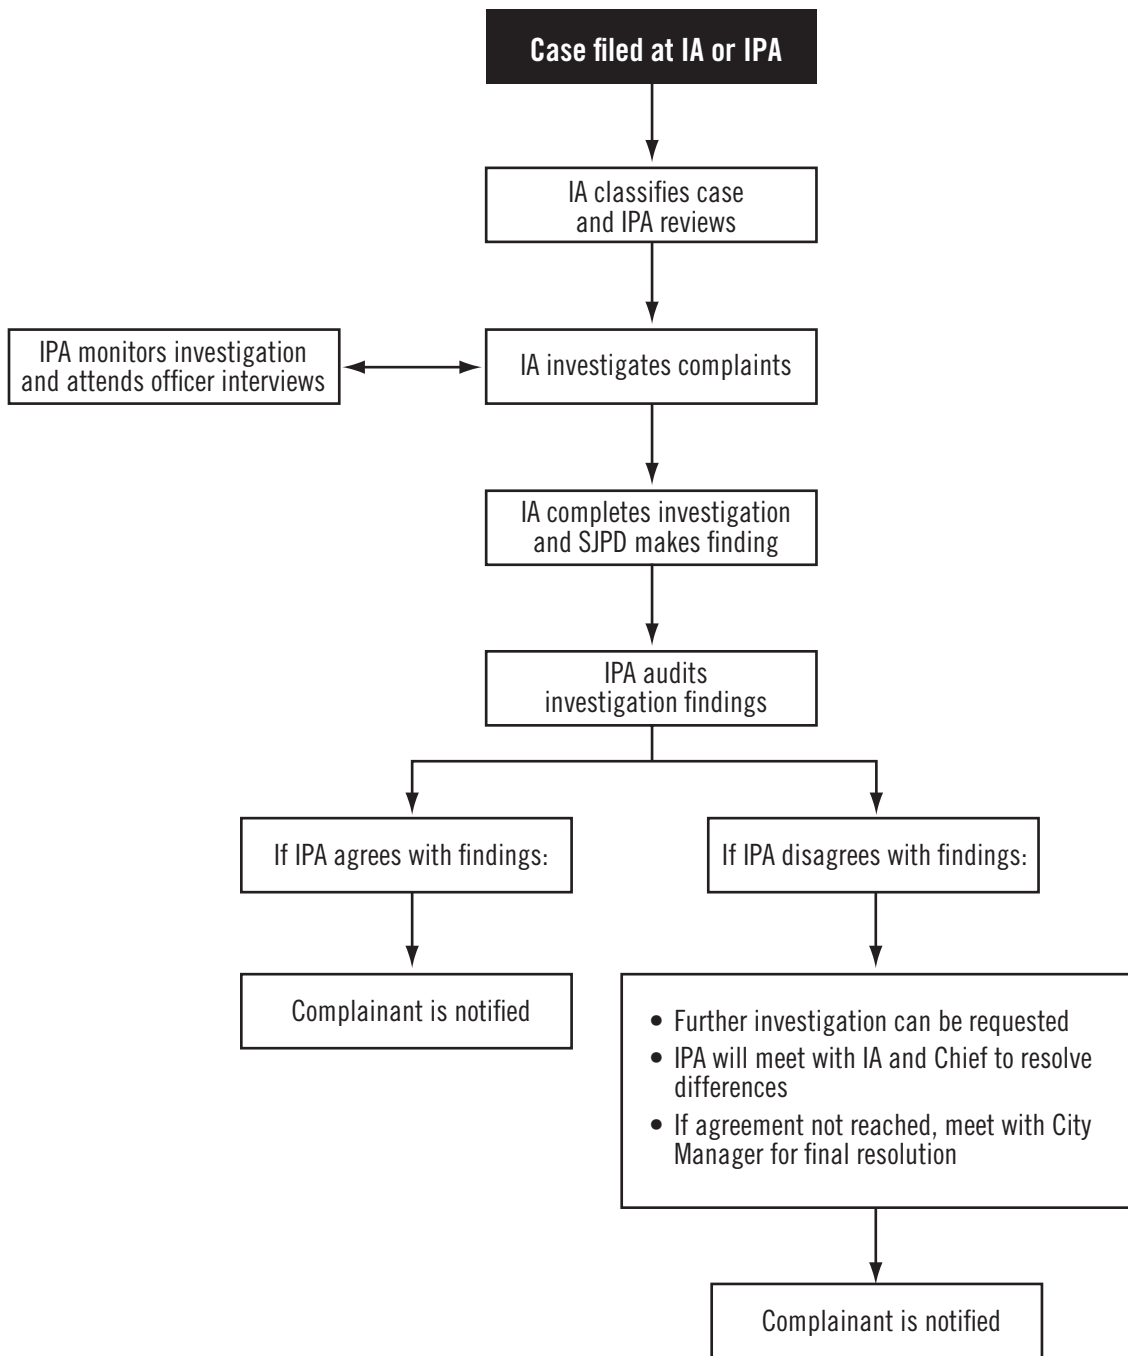 Case filed at IA or IPA
IA classifies case
and IPA reviews
IPA monitors investigation
and attends officer interviews
IA investigates complaints
IA completes investigation
and SJPD makes finding
IPA audits
investigation findings
If IPA agrees with findings:
If IPA disagrees with findings:
Complainant is notified
• Further investigation can be requested
• IPA will meet with IA and Chief to resolve
differences
• If agreement not reached, meet with City
Manager for final resolution
Complainant is notified